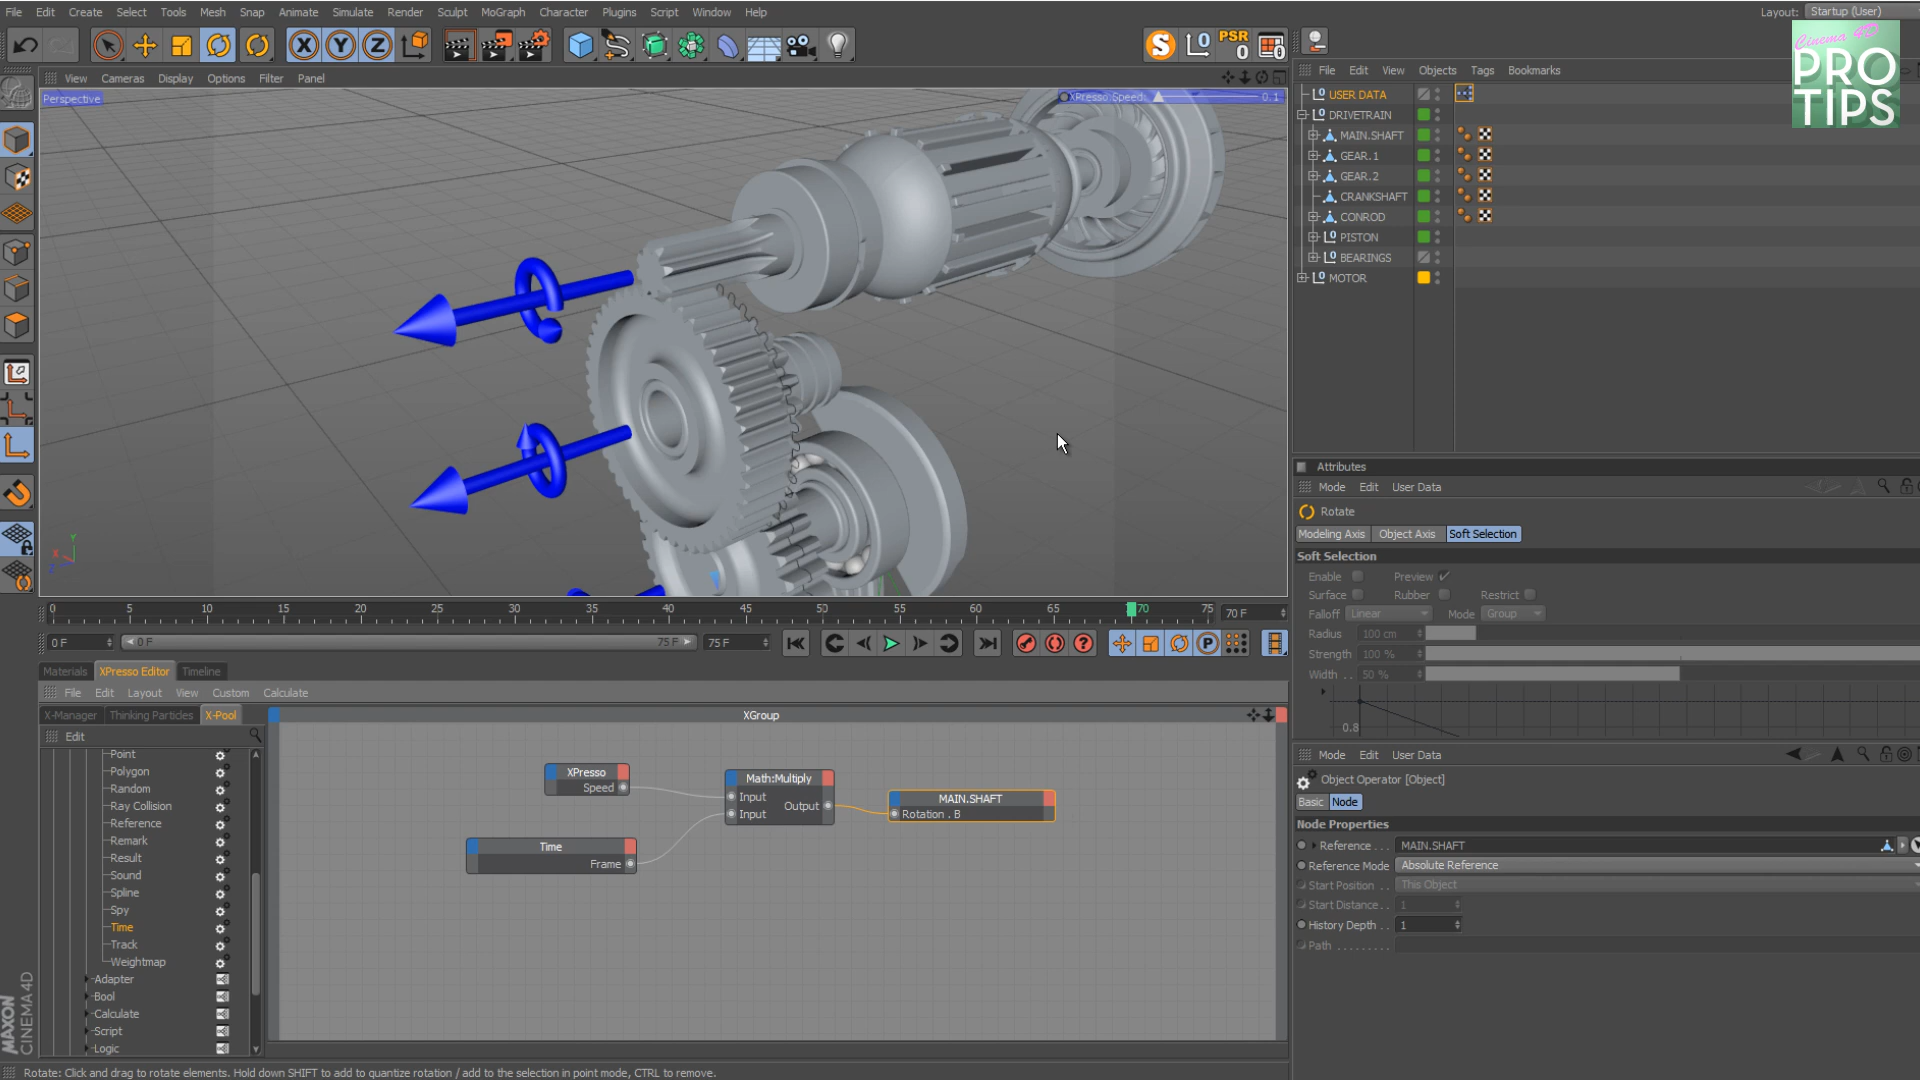 File Edit Create Select Tools Mesh Snap Animate Simulate Render Sculpt MoGraph Character Plugins Script Window Help
Layout: Startup (User)
PSR
0
Cinema 4D
PRO
TIPS
View Cameras Display Options Filter Panel
File Edit View Objects Tags Bookmarks
Perspective
XPresso Speed: 0.1
USER DATA
DRIVETRAIN
MAIN.SHAFT
GEAR.1
GEAR.2
CRANKSHAFT
CONROD
PISTON
BEARINGS
MOTOR
Attributes
Mode Edit User Data
Rotate
Modeling Axis Object Axis Soft Selection
Soft Selection
Enable Preview
Surface Rubber Restrict
Falloff Linear Mode Group
Radius 100 cm
Strength 100 %
Width . . 50 %
0.8
0 5 10 15 20 25 30 35 40 45 50 55 60 65 70 75 70 F
0 F 0 F 75 F 75 F
Materials XPresso Editor Timeline
File Edit Layout View Custom Calculate
X-Manager Thinking Particles X-Pool
Edit
Point
Polygon
Random
Ray Collision
Reference
Remark
Result
Sound
Spline
Spy
Time
Track
Weightmap
Adapter
Bool
Calculate
Script
Logic
XGroup
XPresso
Speed
Time
Frame
Math:Multiply
Input
Input
Output
MAIN.SHAFT
Rotation . B
Mode Edit User Data
Object Operator [Object]
Basic Node
Node Properties
Reference . . . MAIN.SHAFT
Reference Mode Absolute Reference
Start Position . . This Object
Start Distance. . . 1
History Depth . . 1
Path . . . . . . . . .
MAXON
CINEMA 4D
Rotate: Click and drag to rotate elements. Hold down SHIFT to add to quantize rotation / add to the selection in point mode, CTRL to remove.